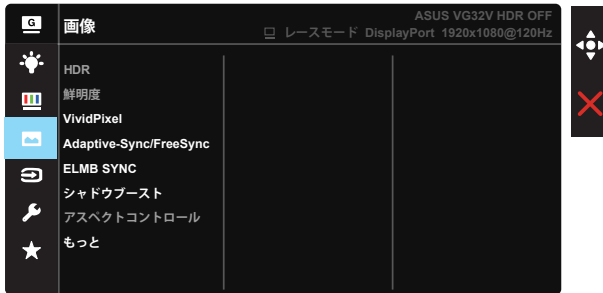 G
画像
ASUS VG32V HDR OFF
レースモード DisplayPort 1920x1080@120Hz
HDR
鮮明度
VividPixel
Adaptive-Sync/FreeSync
ELMB SYNC
シャドウブースト
アスペクトコントロール
もっと